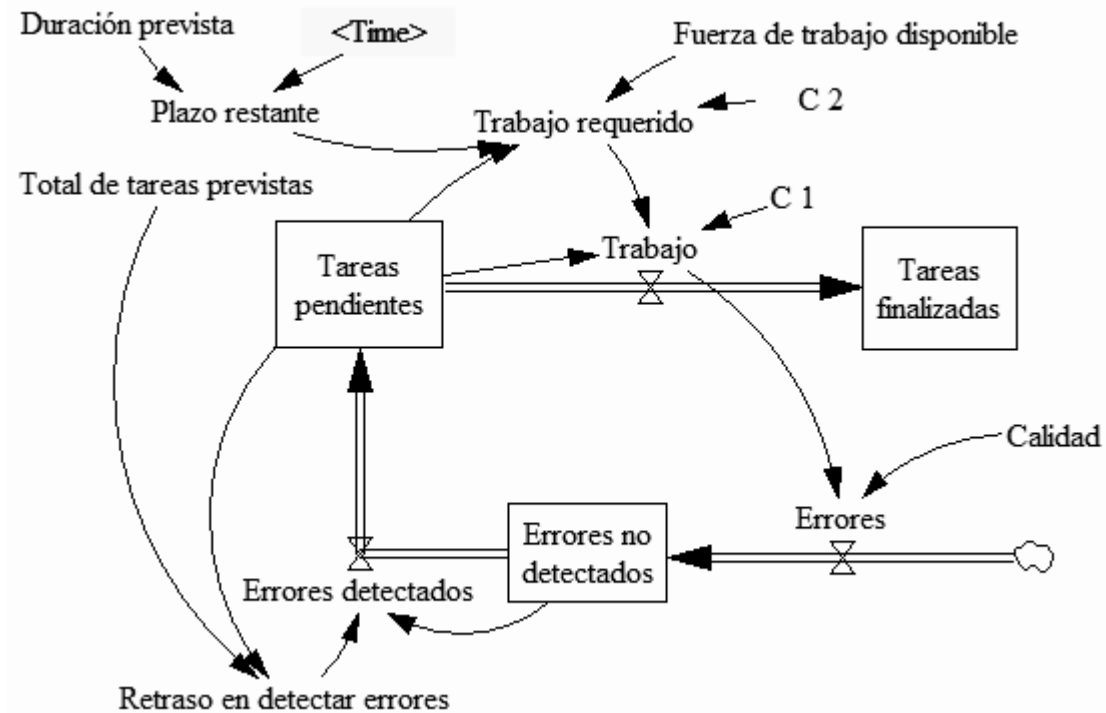 Duración prevista
<Time>
Fuerza de trabajo disponible
Plazo restante
Trabajo requerido
C 2
Total de tareas previstas
C 1
Trabajo
Tareas
pendientes
Tareas
finalizadas
Calidad
Errores
Errores no
detectados
Errores detectados
Retraso en detectar errores